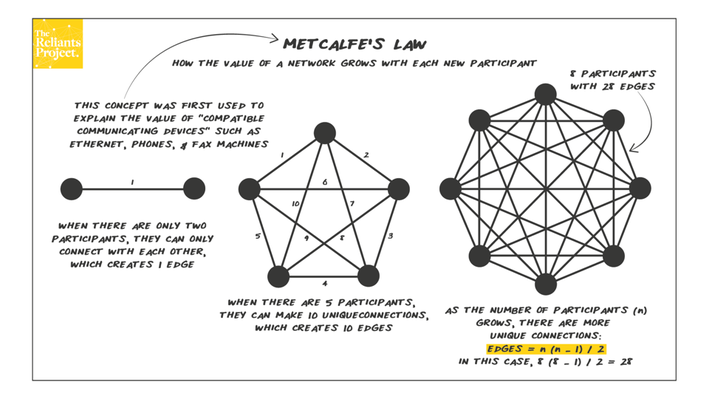 The
Reliants
Project.
METCALFE'S LAW
HOW THE VALUE OF A NETWORK GROWS WITH EACH NEW PARTICIPANT
THIS CONCEPT WAS FIRST USED TO
EXPLAIN THE VALUE OF "COMPATIBLE
COMMUNICATING DEVICES" SUCH AS
ETHERNET, PHONES, & FAX MACHINES
1
WHEN THERE ARE ONLY TWO
PARTICIPANTS, THEY CAN ONLY
CONNECT WITH EACH OTHER,
WHICH CREATES 1 EDGE
1
2
6
10
7
5
9
8
3
4
WHEN THERE ARE 5 PARTICIPANTS,
THEY CAN MAKE 10 UNIQUECONNECTIONS,
WHICH CREATES 10 EDGES
8 PARTICIPANTS
WITH 28 EDGES
AS THE NUMBER OF PARTICIPANTS (n)
GROWS, THERE ARE MORE
UNIQUE CONNECTIONS:
EDGES = n (n - 1) / 2
IN THIS CASE, 8 (8 - 1) / 2 = 28